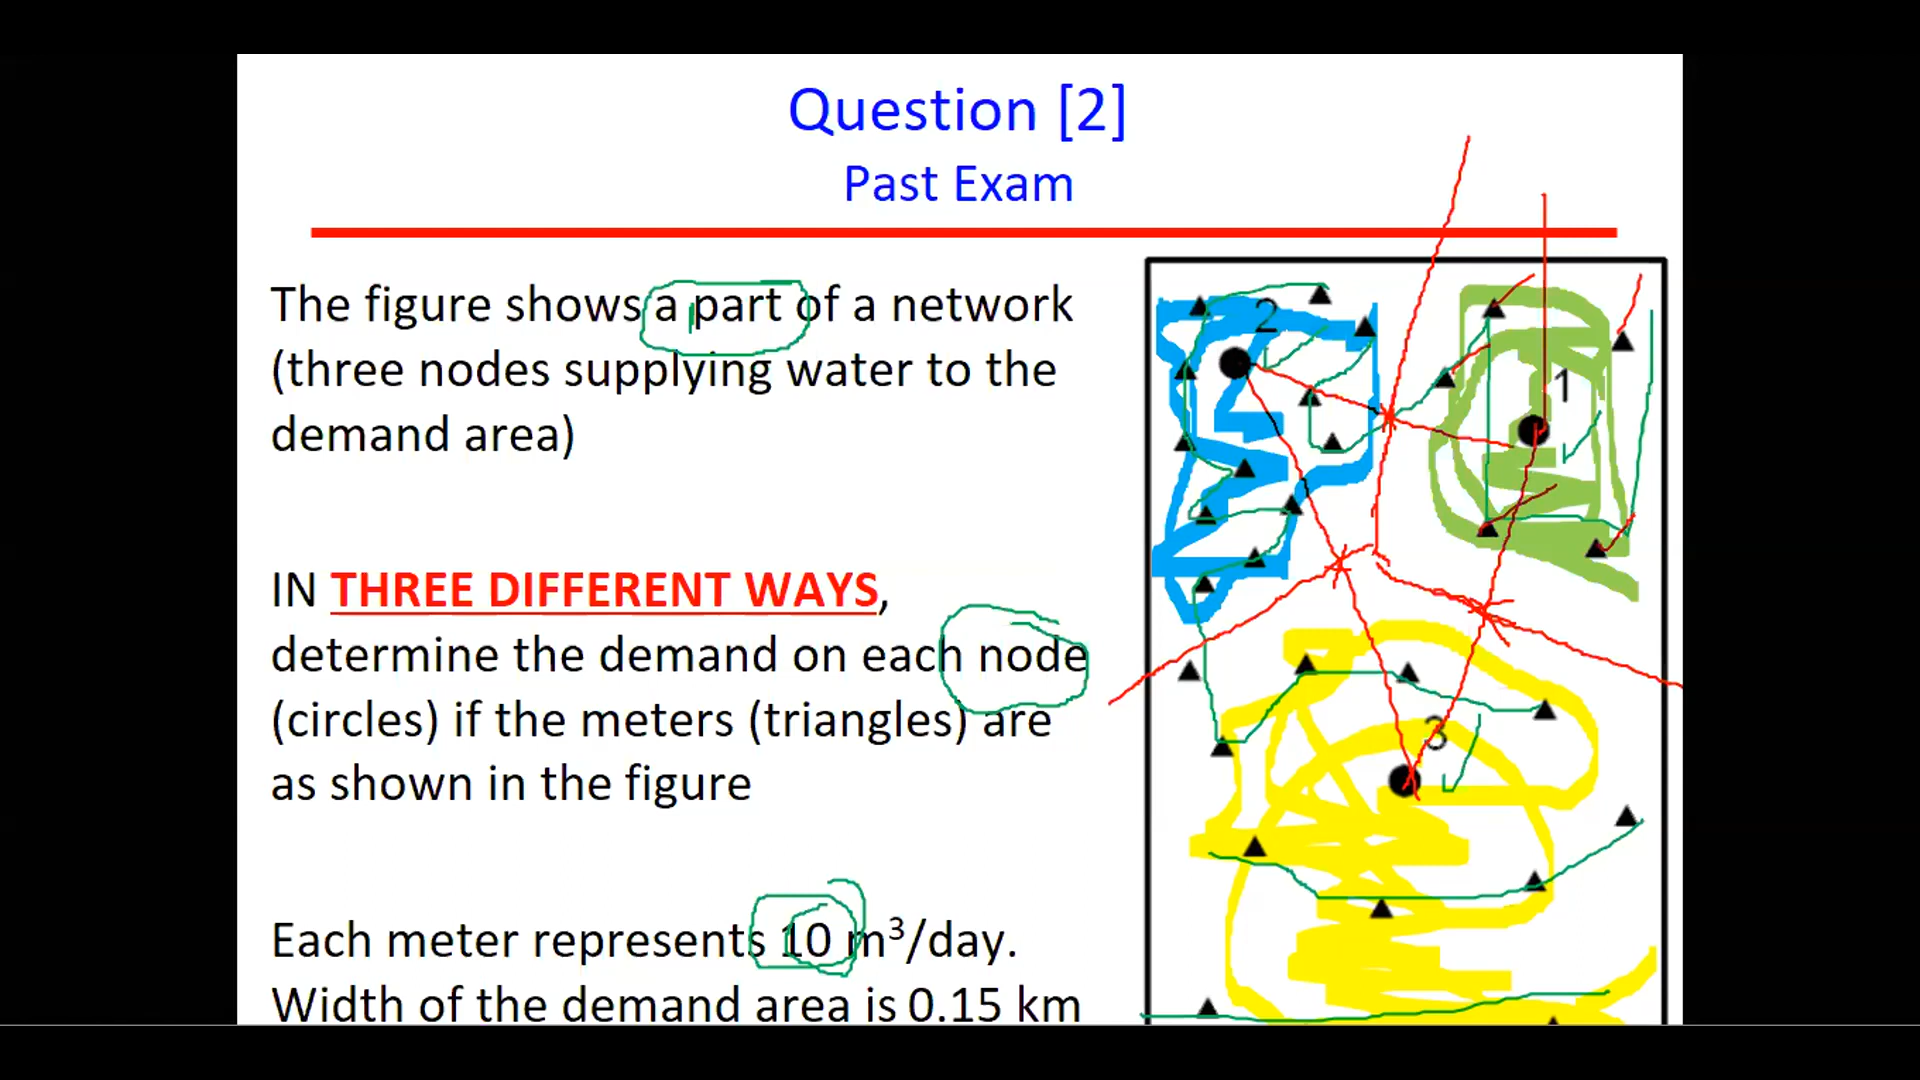 Question [2]
Past Exam
The figure shows a part of a network
(three nodes supplying water to the
demand area)
IN THREE DIFFERENT WAYS,
determine the demand on each node
(circles) if the meters (triangles) are
as shown in the figure
Each meter represents 10 m³/day.
Width of the demand area is 0.15 km
2
1
3